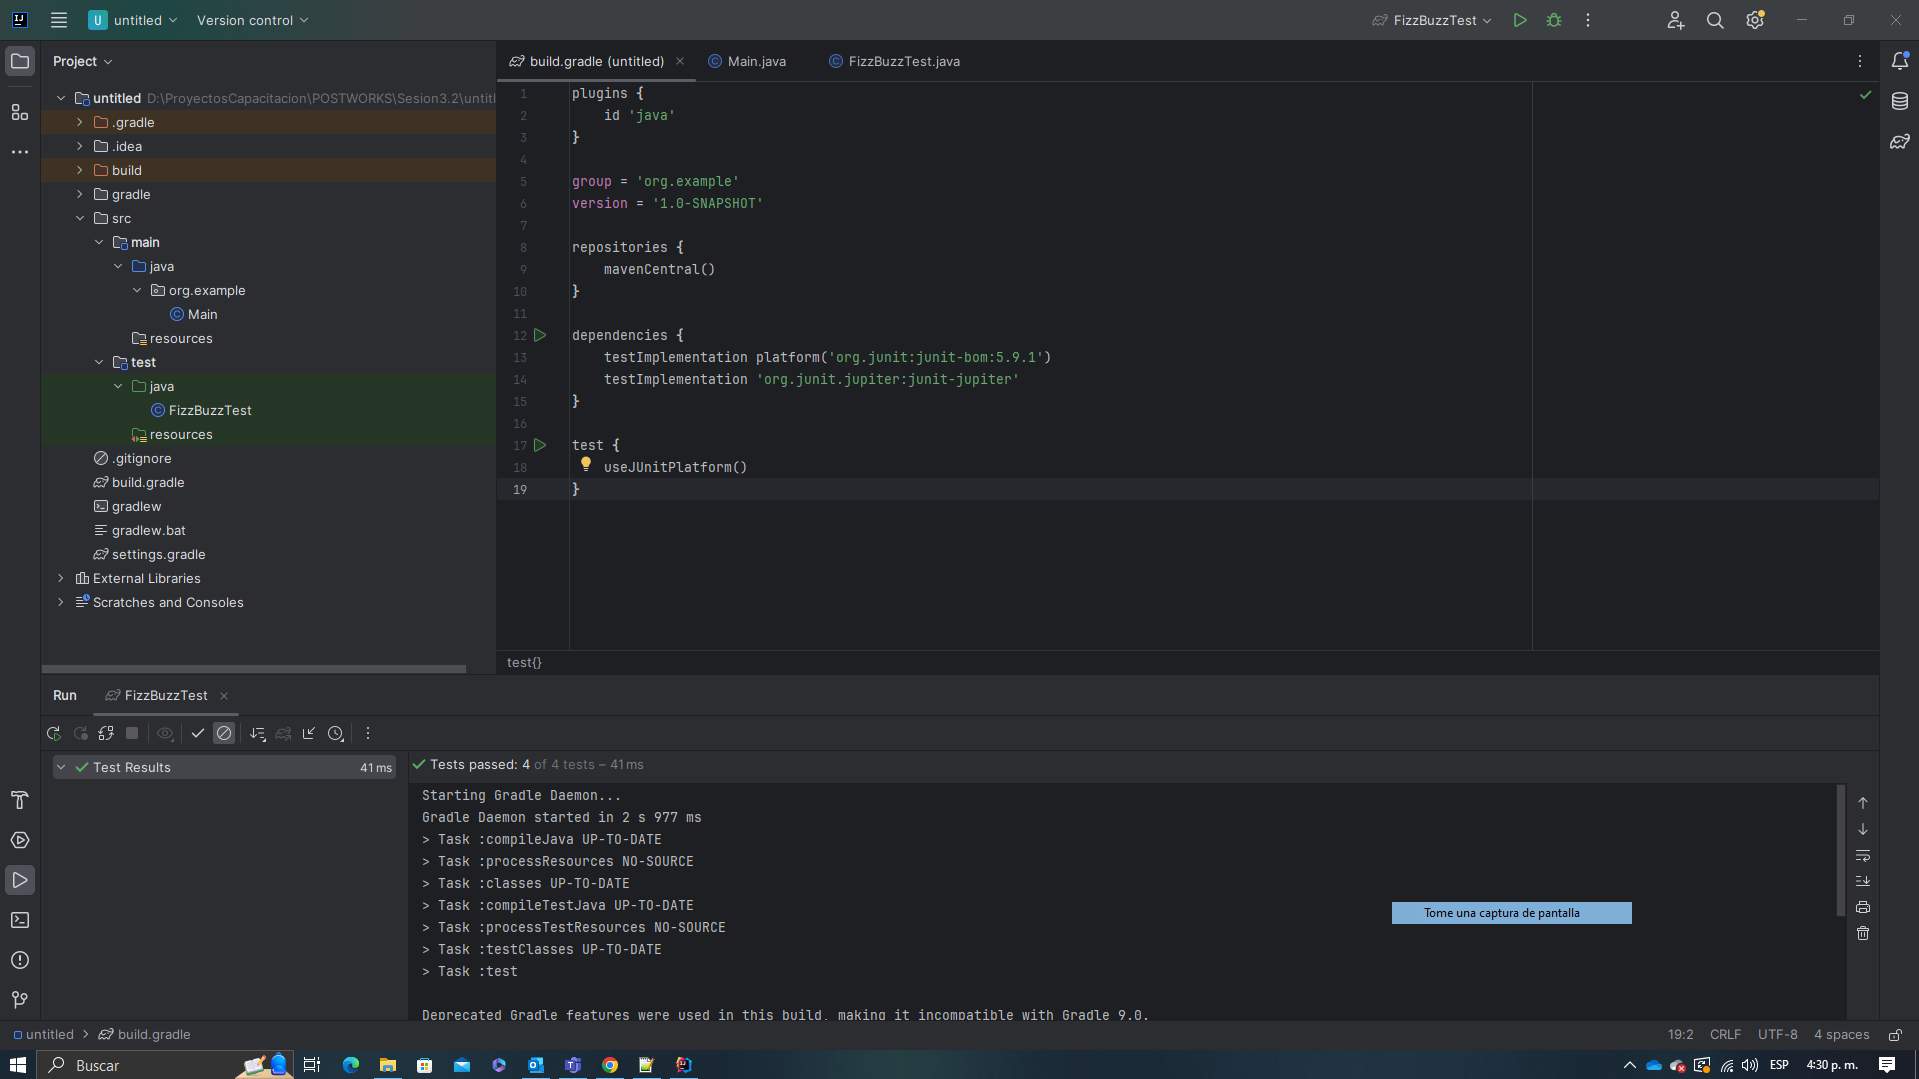 U untitled Version control FizzBuzzTest
Project
build.gradle (untitled) Main.java FizzBuzzTest.java
untitled D:\ProyectosCapacitacion\POSTWORKS\Sesion3.2\untitl
.gradle
.idea
build
gradle
src
main
java
org.example
Main
resources
test
java
FizzBuzzTest
resources
.gitignore
build.gradle
gradlew
gradlew.bat
settings.gradle
External Libraries
Scratches and Consoles
1 plugins {
2 id 'java'
3 }
4
5 group = 'org.example'
6 version = '1.0-SNAPSHOT'
7
8 repositories {
9 mavenCentral()
10 }
11
12 dependencies {
13 testImplementation platform('org.junit:junit-bom:5.9.1')
14 testImplementation 'org.junit.jupiter:junit-jupiter'
15 }
16
17 test {
18 useJUnitPlatform()
19 }
test{}
Run FizzBuzzTest
Test Results 41 ms
Tests passed: 4 of 4 tests – 41 ms
Starting Gradle Daemon...
Gradle Daemon started in 2 s 977 ms
> Task :compileJava UP-TO-DATE
> Task :processResources NO-SOURCE
> Task :classes UP-TO-DATE
> Task :compileTestJava UP-TO-DATE
> Task :processTestResources NO-SOURCE
> Task :testClasses UP-TO-DATE
> Task :test
Deprecated Gradle features were used in this build, making it incompatible with Gradle 9.0.
Tome una captura de pantalla
untitled > build.gradle 19:2 CRLF UTF-8 4 spaces
Buscar ESP 4:30 p. m.